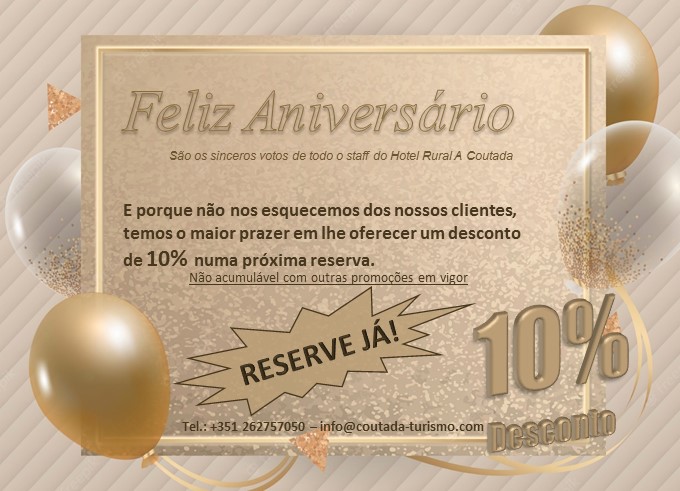 Feliz Aniversário
São os sinceros votos de todo o staff do Hotel Rural A Coutada
E porque não nos esquecemos dos nossos clientes,
temos o maior prazer em lhe oferecer um desconto
de 10% numa próxima reserva.
Não acumulável com outras promoções em vigor
RESERVE JÁ!
10%
Desconto
Tel.: +351 262757050 – info@coutada-turismo.com